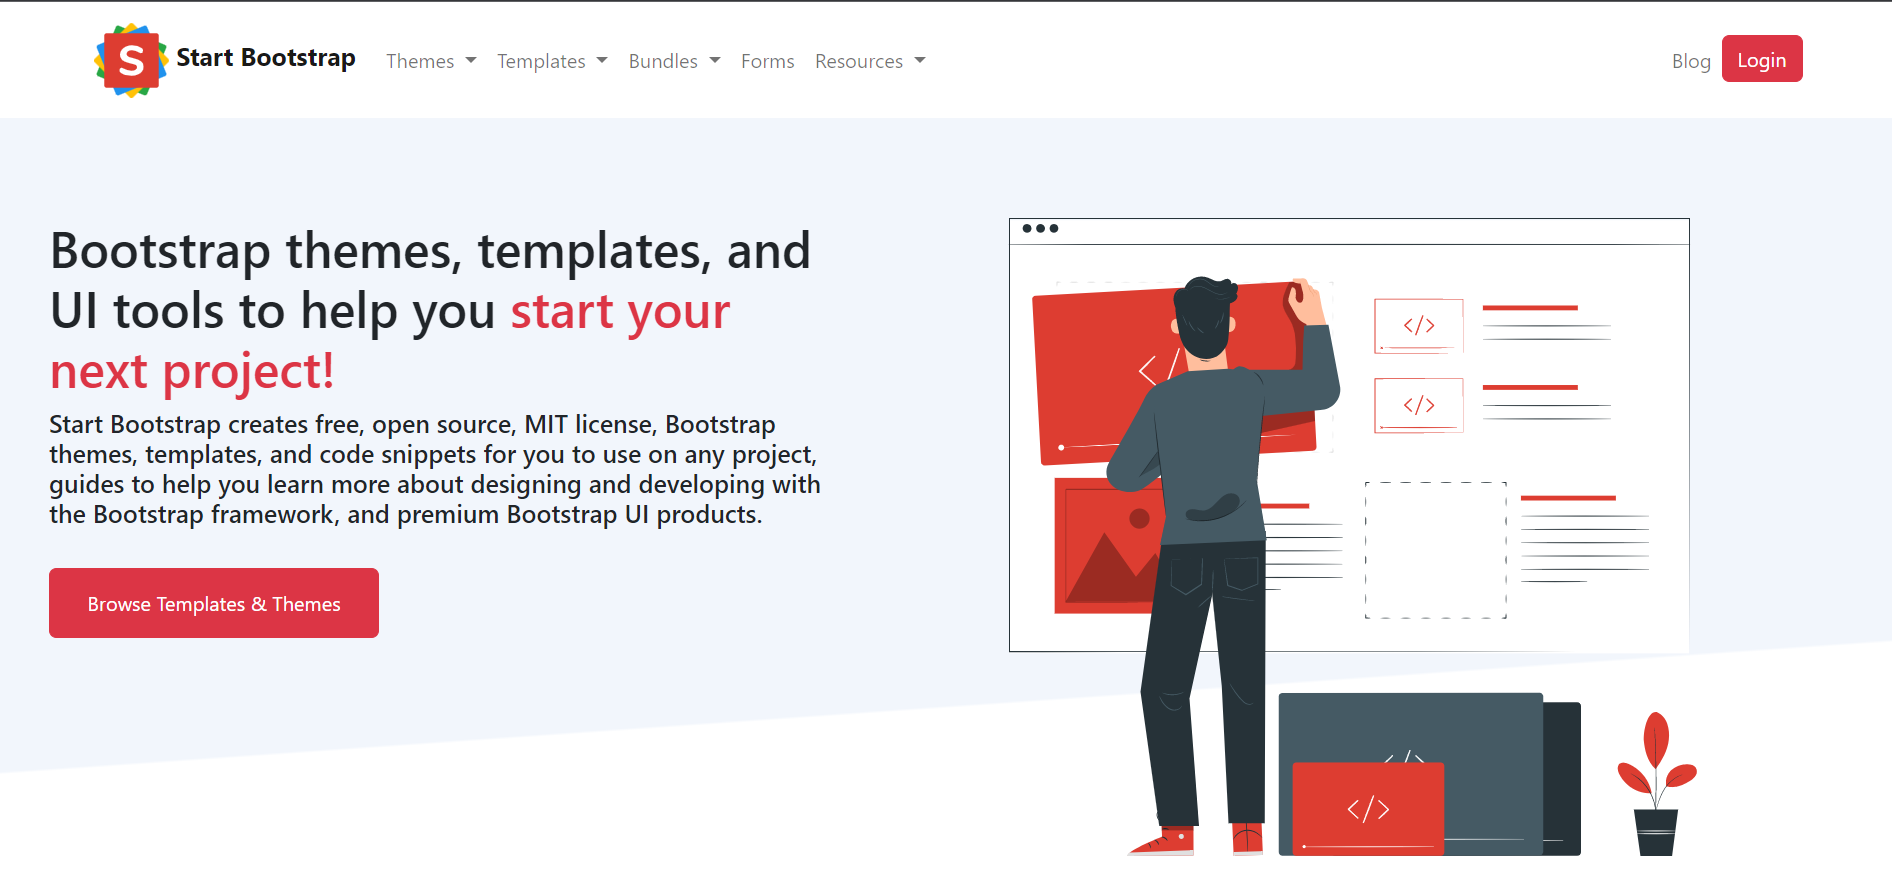 S Start Bootstrap Themes Templates Bundles Forms Resources Blog Login
Bootstrap themes, templates, and
UI tools to help you start your
next project!
Start Bootstrap creates free, open source, MIT license, Bootstrap
themes, templates, and code snippets for you to use on any project,
guides to help you learn more about designing and developing with
the Bootstrap framework, and premium Bootstrap UI products.
Browse Templates & Themes
</>
</>
</>
</>